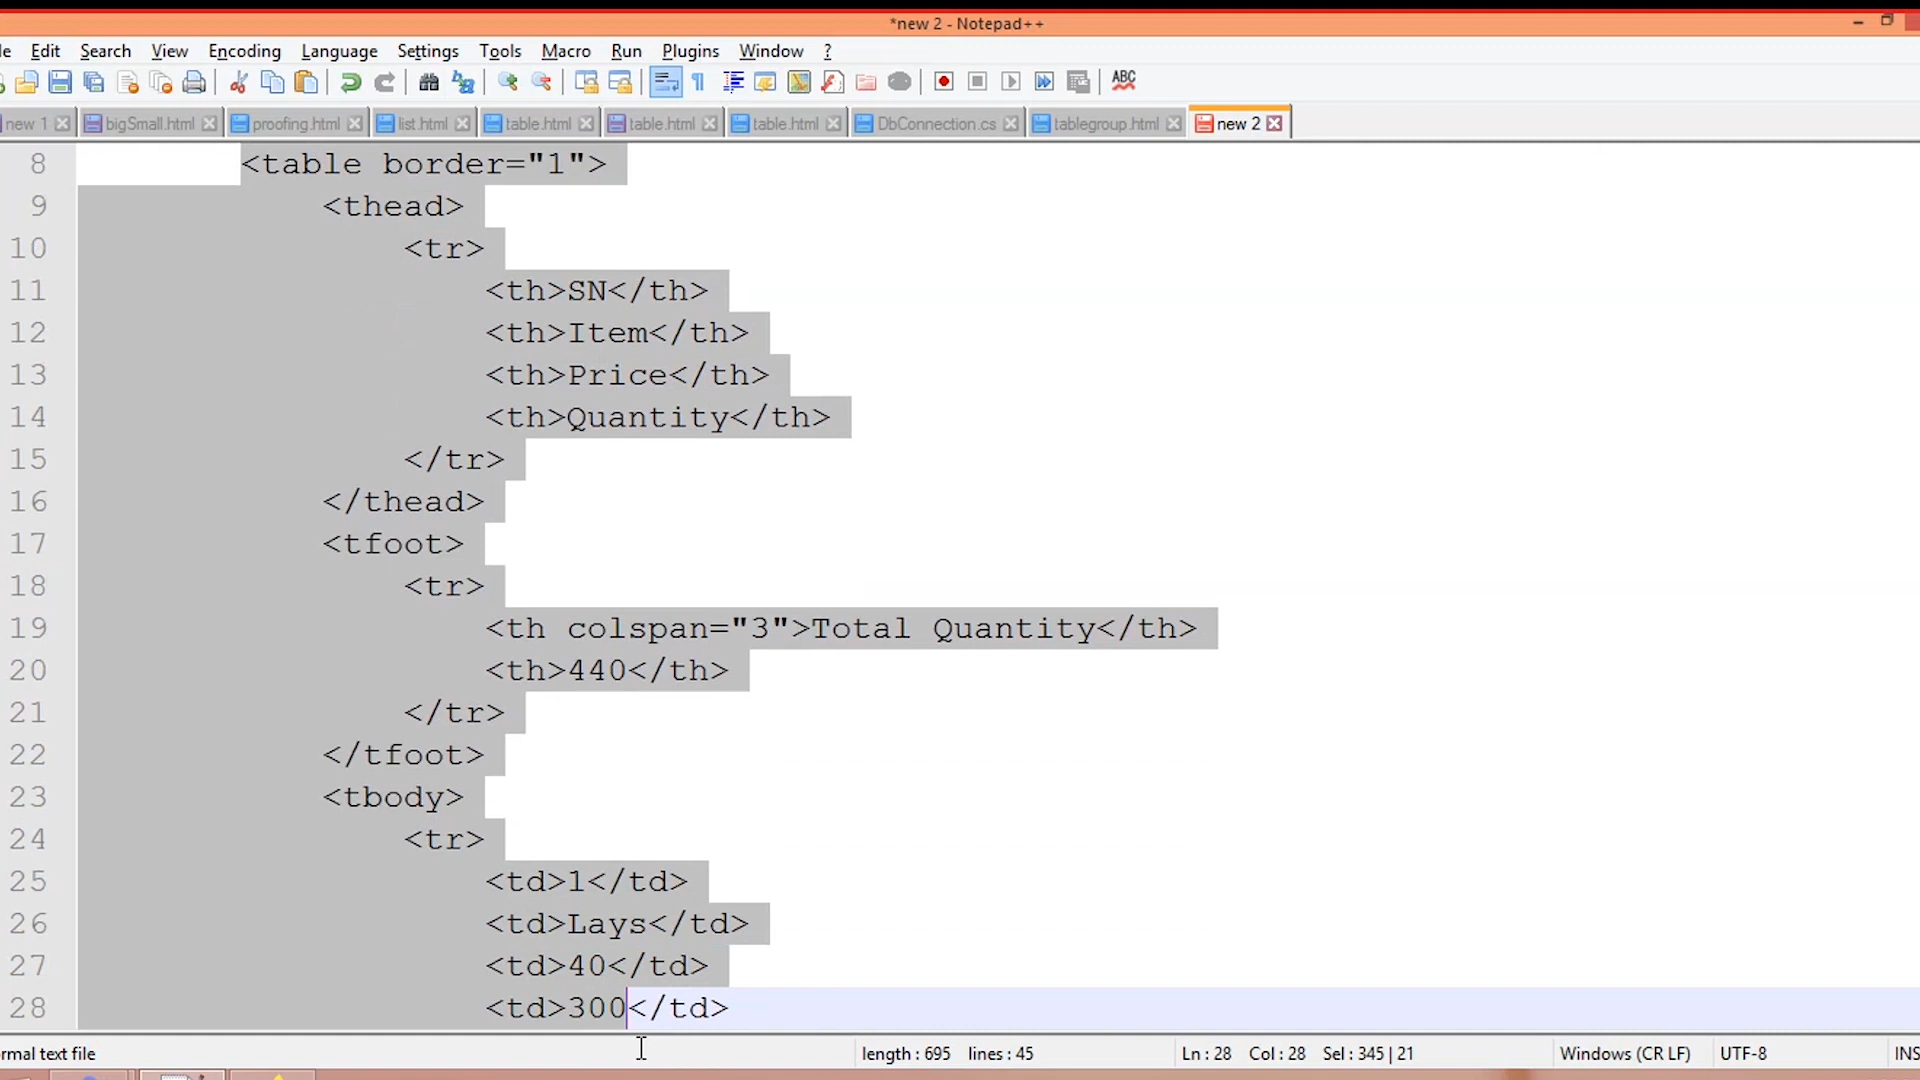 *new 2 - Notepad++
le Edit Search View Encoding Language Settings Tools Macro Run Plugins Window ?
ABC
new 1 bigSmall.html proofing.html list.html table.html table.html table.html DbConnection.cs tablegroup.html new 2
8 <table border="1">
9 <thead>
10 <tr>
11 <th>SN</th>
12 <th>Item</th>
13 <th>Price</th>
14 <th>Quantity</th>
15 </tr>
16 </thead>
17 <tfoot>
18 <tr>
19 <th colspan="3">Total Quantity</th>
20 <th>440</th>
21 </tr>
22 </tfoot>
23 <tbody>
24 <tr>
25 <td>1</td>
26 <td>Lays</td>
27 <td>40</td>
28 <td>300</td>
rmal text file length : 695 lines : 45 Ln : 28 Col : 28 Sel : 345 | 21 Windows (CR LF) UTF-8 INS